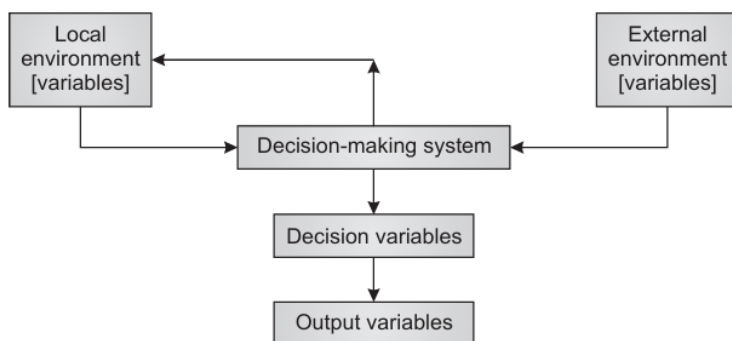 Local
environment
[variables]
External
environment
[variables]
Decision-making system
Decision variables
Output variables